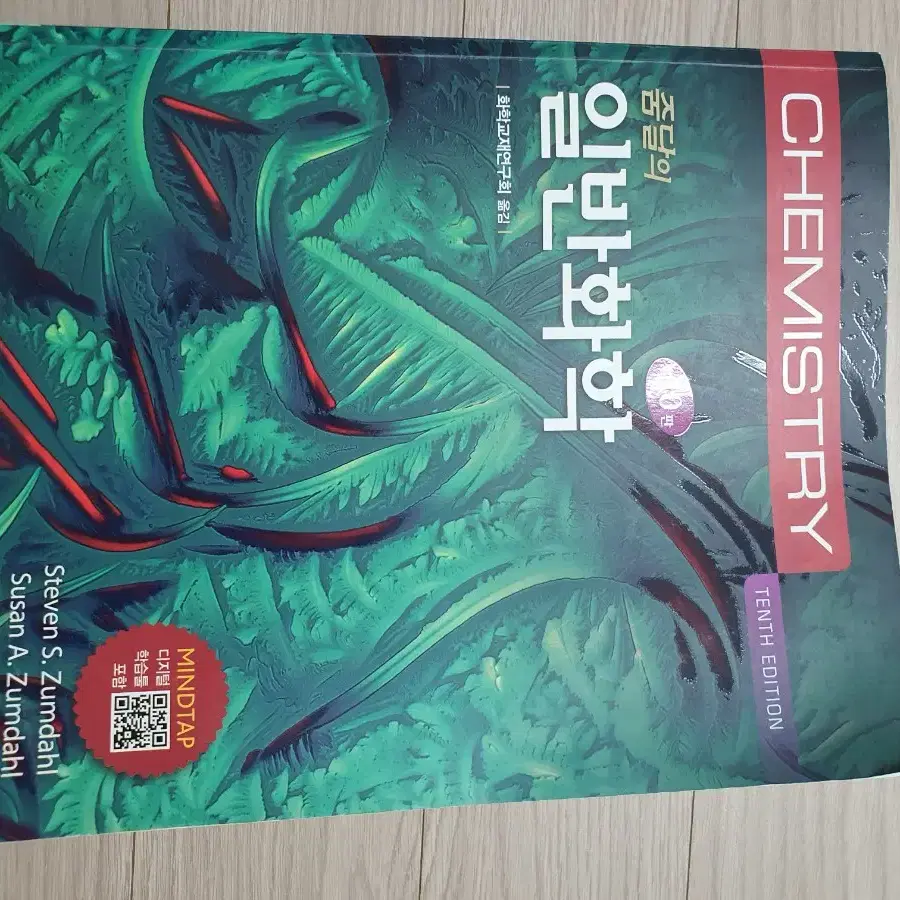 CHEMISTRY
TENTH EDITION
줌달의
일반화학
10판
| 화학교재연구회 옮김 |
MINDTAP
디지털
학습툴
포함
Steven S. Zumdahl
Susan A. Zumdahl